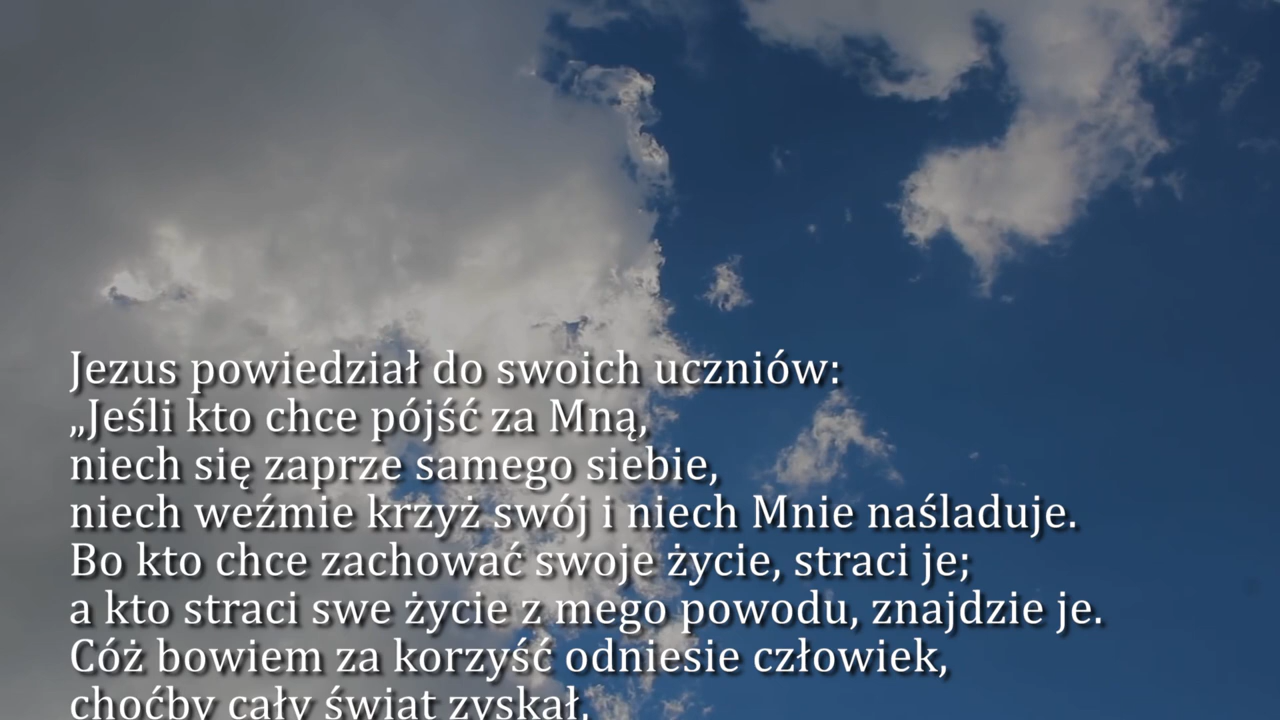 Jezus powiedział do swoich uczniów:
„Jeśli kto chce pójść za Mną,
niech się zaprze samego siebie,
niech weźmie krzyż swój i niech Mnie naśladuje.
Bo kto chce zachować swoje życie, straci je;
a kto straci swe życie z mego powodu, znajdzie je.
Cóż bowiem za korzyść odniesie człowiek,
choćby cały świat zyskał,